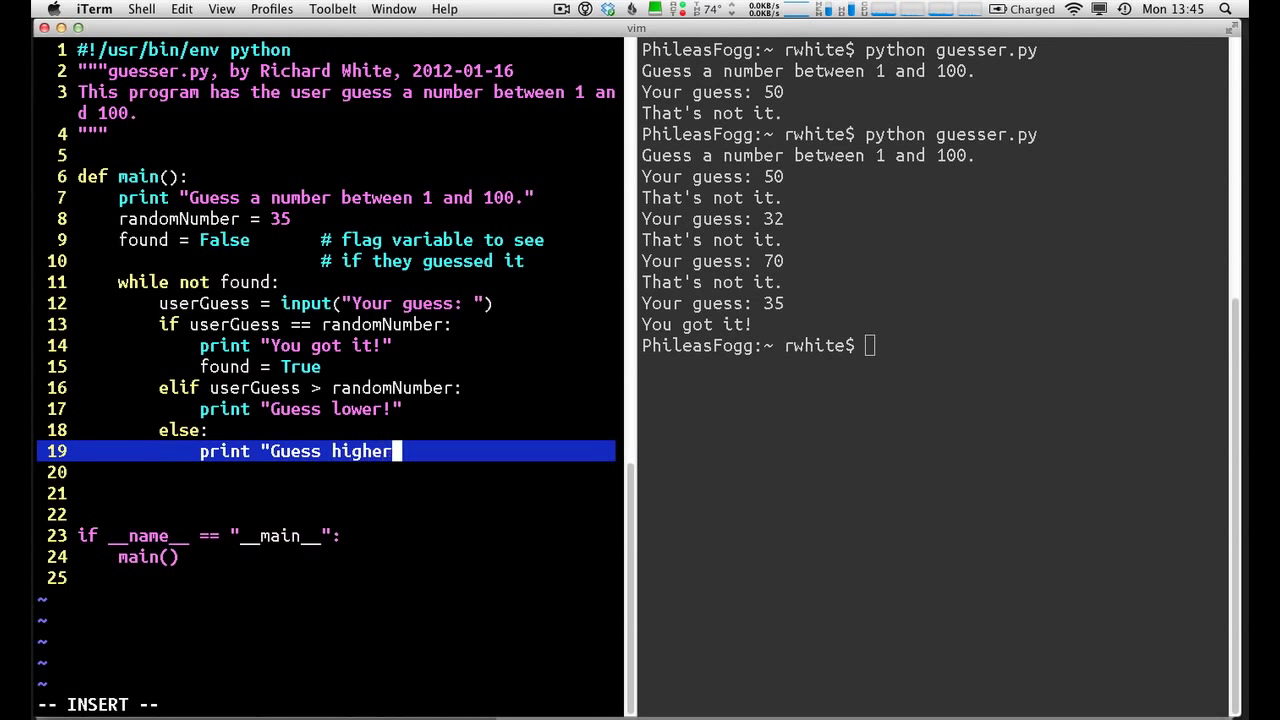 iTerm Shell Edit View Profiles Toolbelt Window Help 74° 0.0KB/s 0.0KB/s Charged Mon 13:45
vim
1 #!/usr/bin/env python
2 """guesser.py, by Richard White, 2012-01-16
3 This program has the user guess a number between 1 an
d 100.
4 """
5
6 def main():
7 print "Guess a number between 1 and 100."
8 randomNumber = 35
9 found = False # flag variable to see
10 # if they guessed it
11 while not found:
12 userGuess = input("Your guess: ")
13 if userGuess == randomNumber:
14 print "You got it!"
15 found = True
16 elif userGuess > randomNumber:
17 print "Guess lower!"
18 else:
19 print "Guess higher
20
21
22
23 if __name__ == "__main__":
24 main()
25
~
~
~
~
~
-- INSERT --
PhileasFogg:~ rwhite$ python guesser.py
Guess a number between 1 and 100.
Your guess: 50
That's not it.
PhileasFogg:~ rwhite$ python guesser.py
Guess a number between 1 and 100.
Your guess: 50
That's not it.
Your guess: 32
That's not it.
Your guess: 70
That's not it.
Your guess: 35
You got it!
PhileasFogg:~ rwhite$